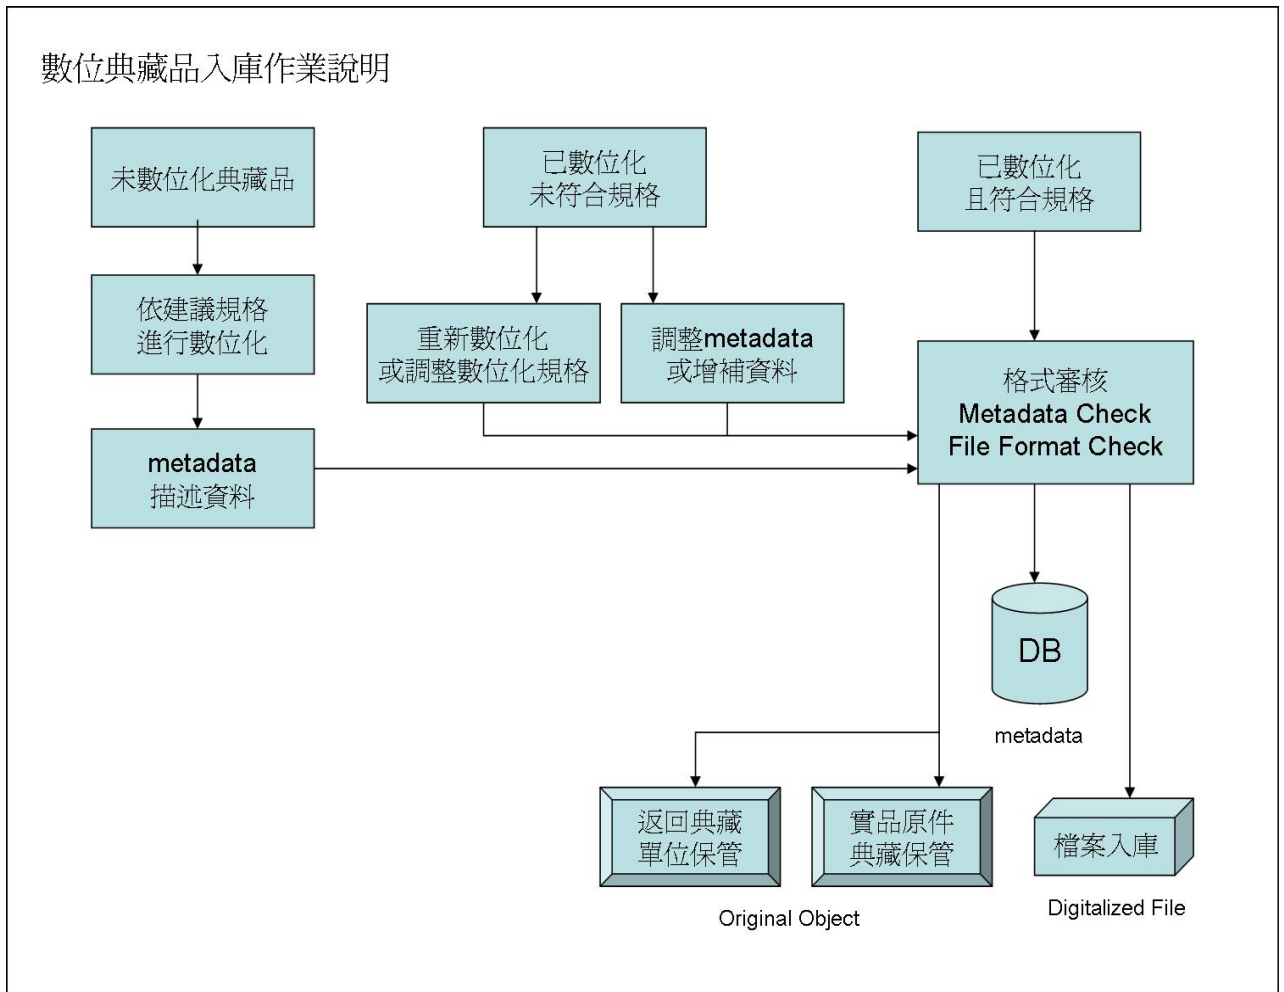 數位典藏品入庫作業說明
未數位化典藏品
已數位化
未符合規格
已數位化
且符合規格
依建議規格
進行數位化
重新數位化
或調整數位化規格
調整metadata
或增補資料
格式審核
Metadata Check
File Format Check
metadata
描述資料
DB
metadata
返回典藏
單位保管
實品原件
典藏保管
檔案入庫
Original Object
Digitalized File